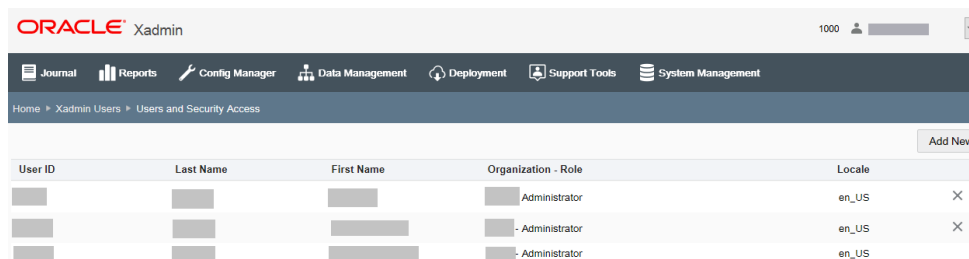 ORACLE® Xadmin 1000
Journal Reports Config Manager Data Management Deployment Support Tools System Management
Home Xadmin Users Users and Security Access
Add New
User ID Last Name First Name Organization - Role Locale
Administrator en_US
- Administrator en_US
- Administrator en_US